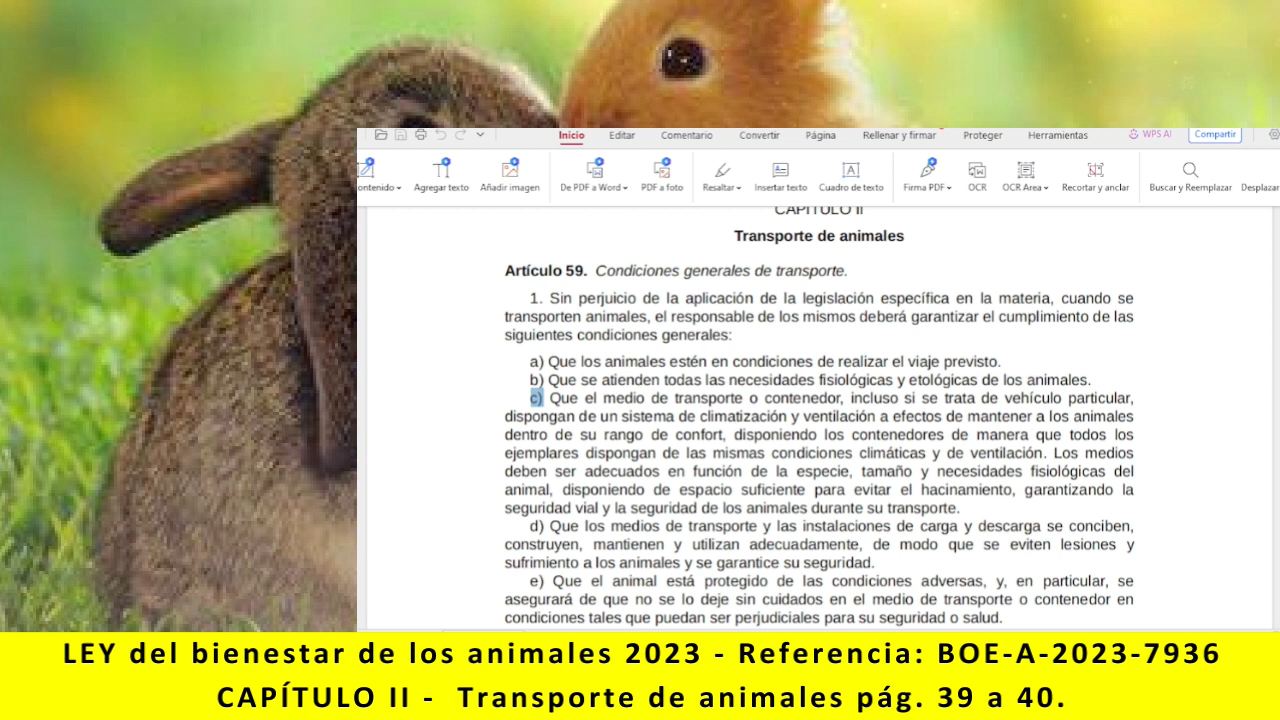 Inicio Editar Comentario Convertir Página Rellenar y firmar Proteger Herramientas WPS AI Compartir
ontenido Agregar texto Añadir imagen De PDF a Word PDF a foto Resaltar Insertar texto Cuadro de texto Firma PDF OCR OCR Area Recortar y anclar Buscar y Reemplazar Desplazar
CAPÍTULO II
Transporte de animales
Artículo 59. Condiciones generales de transporte.
1. Sin perjuicio de la aplicación de la legislación específica en la materia, cuando se
transporten animales, el responsable de los mismos deberá garantizar el cumplimiento de las
siguientes condiciones generales:
a) Que los animales estén en condiciones de realizar el viaje previsto.
b) Que se atienden todas las necesidades fisiológicas y etológicas de los animales.
c) Que el medio de transporte o contenedor, incluso si se trata de vehículo particular,
dispongan de un sistema de climatización y ventilación a efectos de mantener a los animales
dentro de su rango de confort, disponiendo los contenedores de manera que todos los
ejemplares dispongan de las mismas condiciones climáticas y de ventilación. Los medios
deben ser adecuados en función de la especie, tamaño y necesidades fisiológicas del
animal, disponiendo de espacio suficiente para evitar el hacinamiento, garantizando la
seguridad vial y la seguridad de los animales durante su transporte.
d) Que los medios de transporte y las instalaciones de carga y descarga se conciben,
construyen, mantienen y utilizan adecuadamente, de modo que se eviten lesiones y
sufrimiento a los animales y se garantice su seguridad.
e) Que el animal está protegido de las condiciones adversas, y, en particular, se
asegurará de que no se lo deje sin cuidados en el medio de transporte o contenedor en
condiciones tales que puedan ser perjudiciales para su seguridad o salud.
LEY del bienestar de los animales 2023 - Referencia: BOE-A-2023-7936
CAPÍTULO II - Transporte de animales pág. 39 a 40.